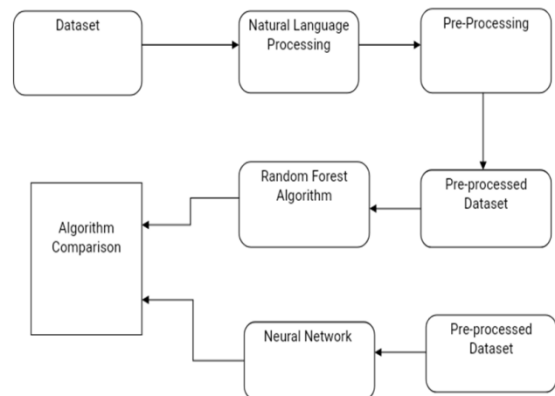 Dataset
Natural Language
Processing
Pre-Processing
Random Forest
Algorithm
Pre-processed
Dataset
Algorithm
Comparison
Neural Network
Pre-processed
Dataset